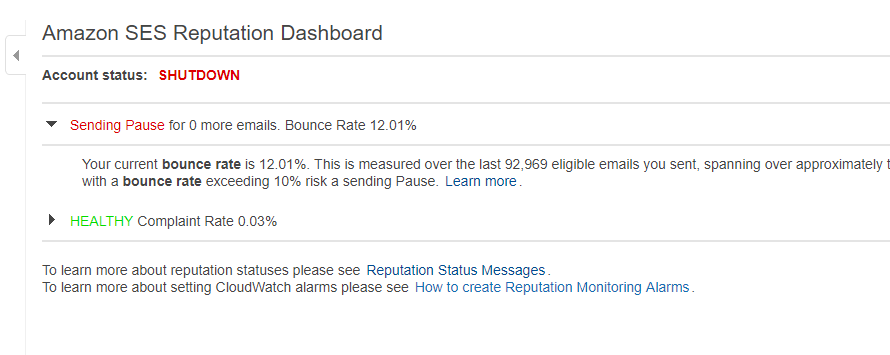 Amazon SES Reputation Dashboard
Account status: SHUTDOWN
Sending Pause for 0 more emails. Bounce Rate 12.01%
Your current bounce rate is 12.01%. This is measured over the last 92,969 eligible emails you sent, spanning over approximately
with a bounce rate exceeding 10% risk a sending Pause. Learn more.
HEALTHY Complaint Rate 0.03%
To learn more about reputation statuses please see Reputation Status Messages.
To learn more about setting CloudWatch alarms please see How to create Reputation Monitoring Alarms.